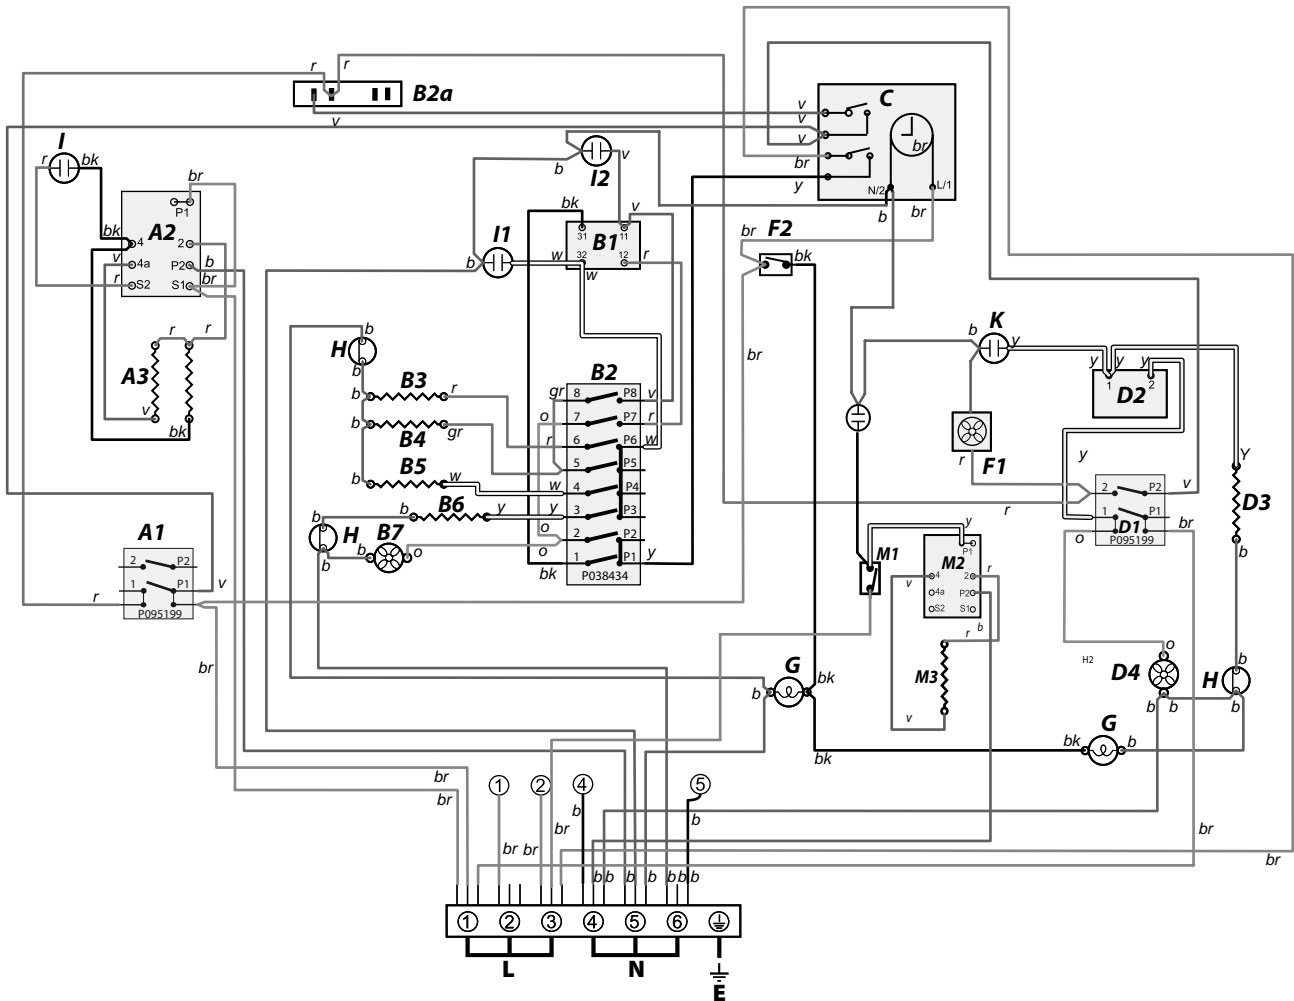 r
r
B2a
v
C
v
v
v
br
y
br
N/2
L/1
b
br
I
r
bk
br
P1
A2
bk
4
2
v
4a
P2
b
r
S2
S1
br
r
r
A3
v
bk
b
I2
v
bk
v
31
11
B1
I1
b
w
32
12
r
w
br
F2
bk
br
b
H
b
b
B3
r
b
B4
gr
b
B5
w
w
B6
b
y
y
b
H
B7
b
b
o
B2
gr
8
P8
v
o
7
P7
r
r
6
P6
w
5
P5
4
P4
3
P3
o
2
P2
o
1
P1
y
bk
P038434
A1
2
P2
1
P1
v
r
P095199
br
K
b
y
y
y
y
1
2
D2
F1
r
y
r
2
P2
v
1
P1
br
D1
o
P095199
Y
D3
b
M1
y
P1
M2
v
4
2
r
4a
P2
S2
S1
b
r
M3
v
H2
o
D4
b
b
H
b
b
G
b
bk
bk
G
bk
b
br
br
1
2
4
5
b
b
br
br
br
br
br
b
b
b
b
b
b
b
1
2
3
4
5
6
L
N
E